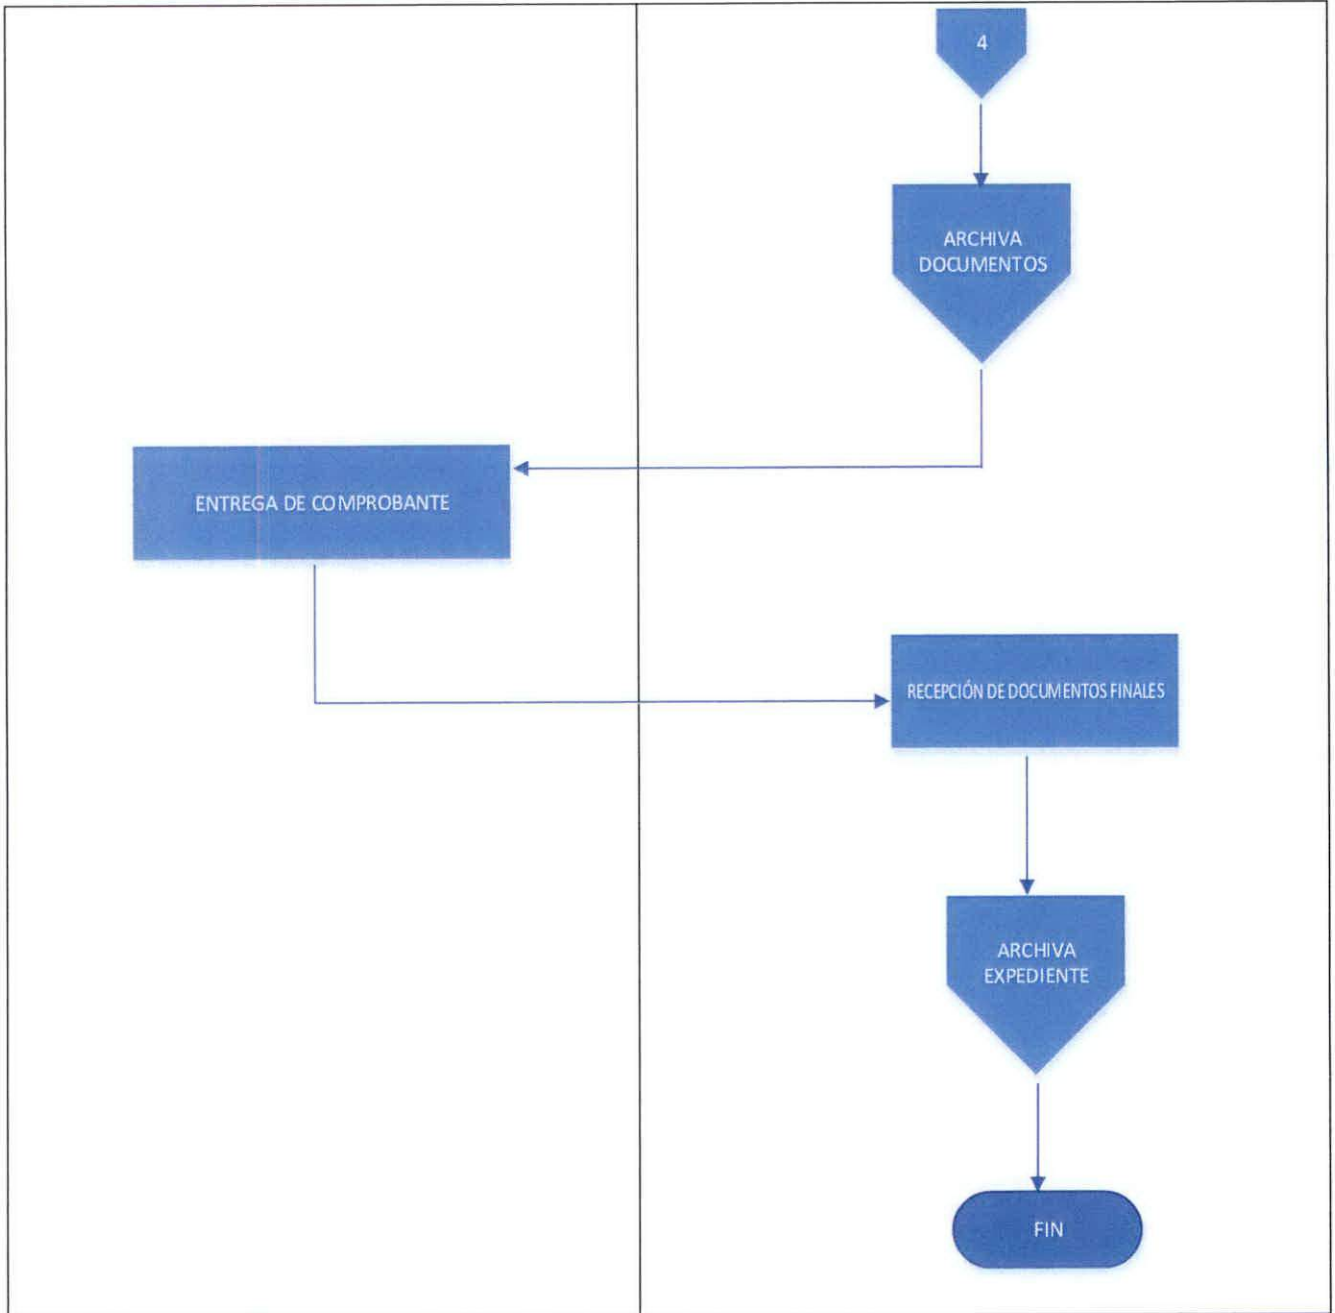 4
ARCHIVA
DOCUMENTOS
ENTREGA DE COMPROBANTE
RECEPCIÓN DE DOCUMENTOS FINALES
ARCHIVA
EXPEDIENTE
FIN